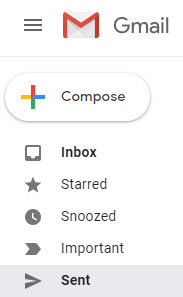 Gmail
Compose
Inbox
Starred
Snoozed
Important
Sent